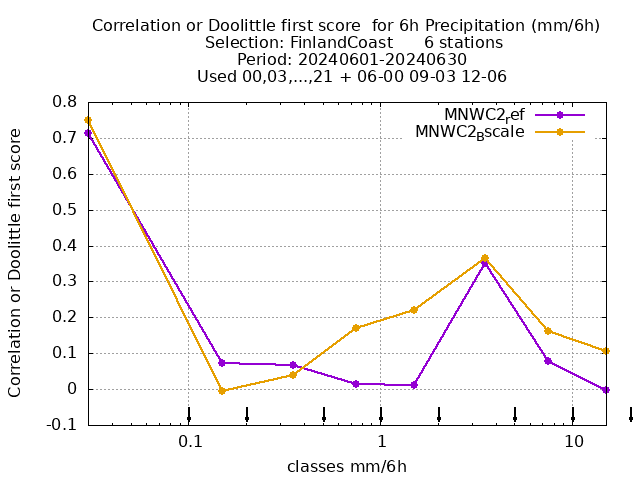 Correlation or Doolittle first score  for 6h Precipitation (mm/6h)
Selection: FinlandCoast      6 stations
Period: 20240601-20240630
Used 00,03,...,21 + 06-00 09-03 12-06
MNWC2ref
MNWC2Bscale
Correlation or Doolittle first score
0.8
0.7
0.6
0.5
0.4
0.3
0.2
0.1
0
-0.1
0.1 1 10
classes mm/6h